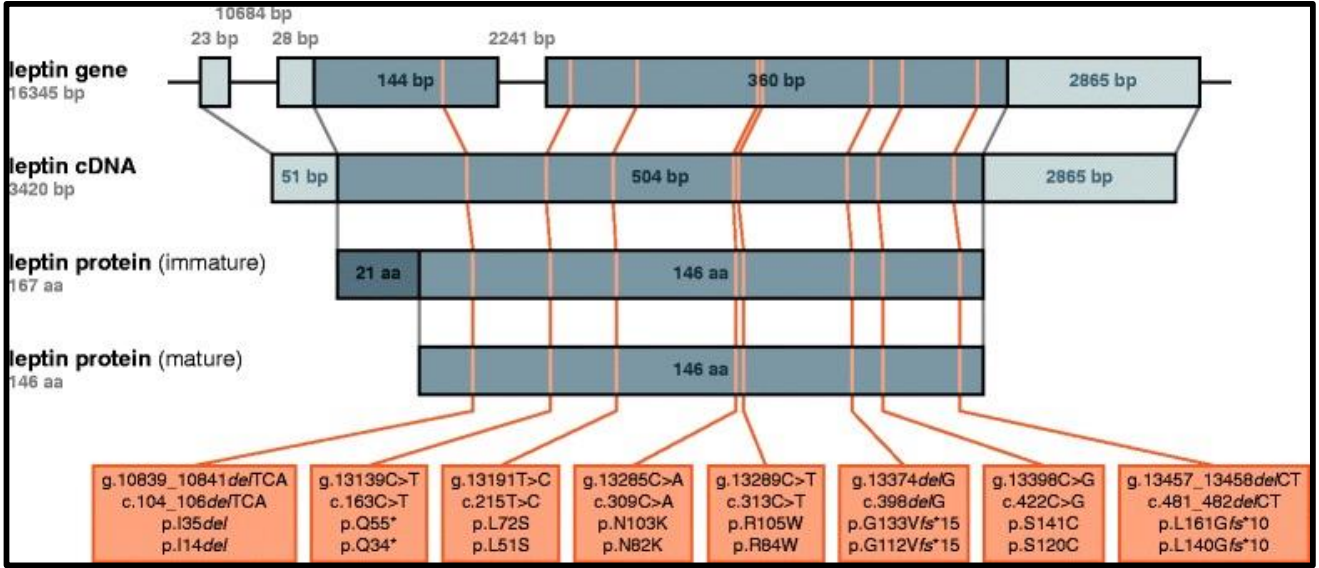 10684 bp
23 bp 28 bp 2241 bp
leptin gene
16345 bp
144 bp 360 bp 2865 bp
leptin cDNA
3420 bp
51 bp 504 bp 2865 bp
leptin protein (immature)
167 aa
21 aa 146 aa
leptin protein (mature)
146 aa
146 aa
g.10839_10841delTCA
c.104_106delTCA
p.I35del
p.I14del
g.13139C>T
c.163C>T
p.Q55*
p.Q34*
g.13191T>C
c.215T>C
p.L72S
p.L51S
g.13285C>A
c.309C>A
p.N103K
p.N82K
g.13289C>T
c.313C>T
p.R105W
p.R84W
g.13374delG
c.398delG
p.G133Vfs*15
p.G112Vfs*15
g.13398C>G
c.422C>G
p.S141C
p.S120C
g.13457_13458delCT
c.481_482delCT
p.L161Gfs*10
p.L140Gfs*10